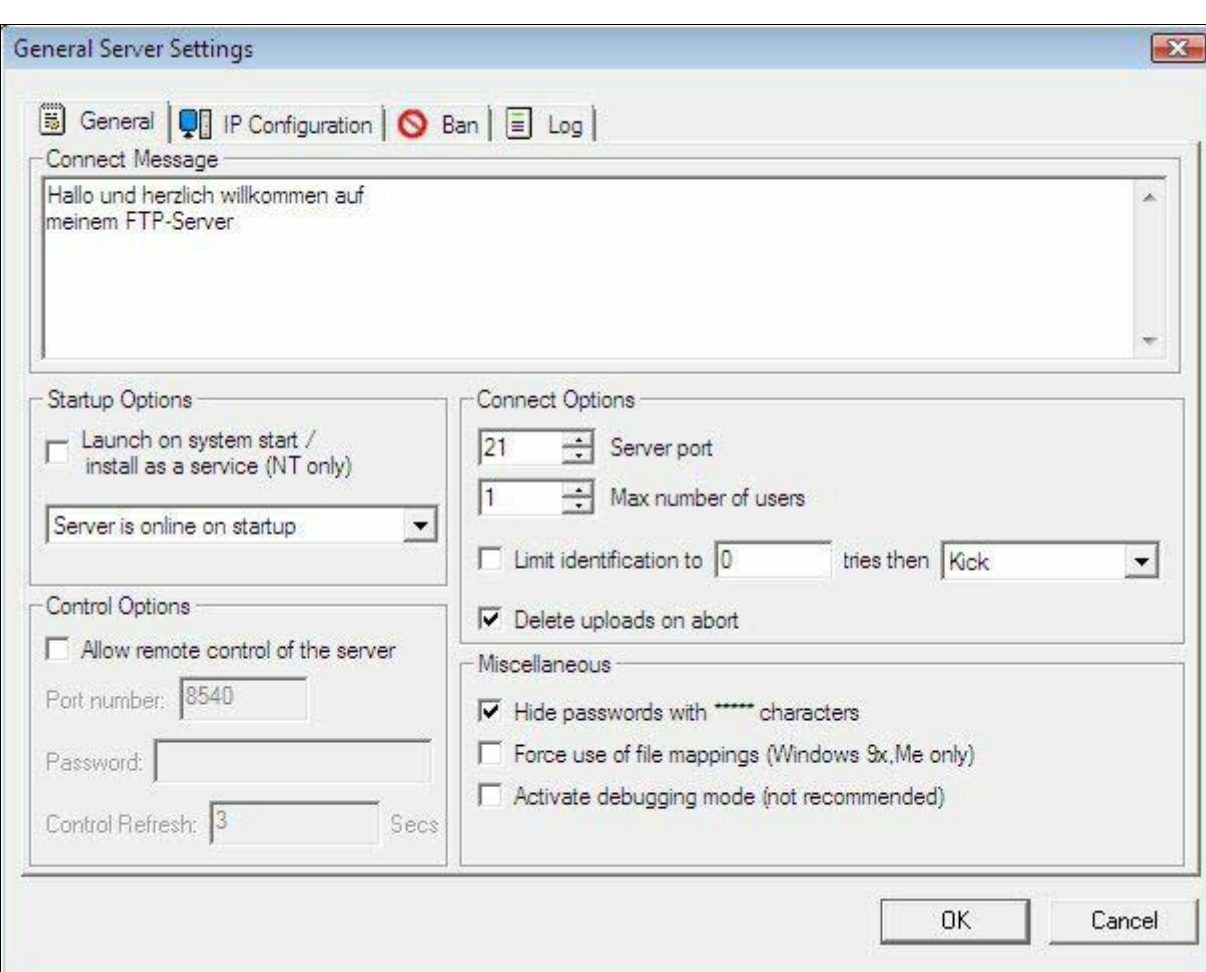 General Server Settings
General
IP Configuration
Ban
Log
Connect Message
Hallo und herzlich willkommen auf
meinem FTP-Server
Startup Options
Launch on system start /
install as a service (NT only)
Server is online on startup
Connect Options
21 Server port
1 Max number of users
Limit identification to 0 tries then Kick
Delete uploads on abort
Control Options
Allow remote control of the server
Port number: 8540
Password:
Control Refresh: 3 Secs
Miscellaneous
Hide passwords with ***** characters
Force use of file mappings (Windows 9x,Me only)
Activate debugging mode (not recommended)
OK
Cancel